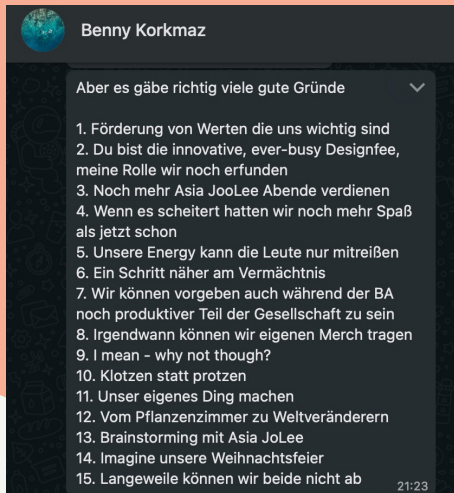 Benny Korkmaz
Aber es gäbe richtig viele gute Gründe
1. Förderung von Werten die uns wichtig sind
2. Du bist die innovative, ever-busy Designfee,
meine Rolle wir noch erfunden
3. Noch mehr Asia JooLee Abende verdienen
4. Wenn es scheitert hatten wir noch mehr Spaß
als jetzt schon
5. Unsere Energy kann die Leute nur mitreißen
6. Ein Schritt näher am Vermächtnis
7. Wir können vorgeben auch während der BA
noch produktiver Teil der Gesellschaft zu sein
8. Irgendwann können wir eigenen Merch tragen
9. I mean - why not though?
10. Klotzen statt protzen
11. Unser eigenes Ding machen
12. Vom Pflanzenzimmer zu Weltveränderern
13. Brainstorming mit Asia JoLee
14. Imagine unsere Weihnachtsfeier
15. Langeweile können wir beide nicht ab
21:23